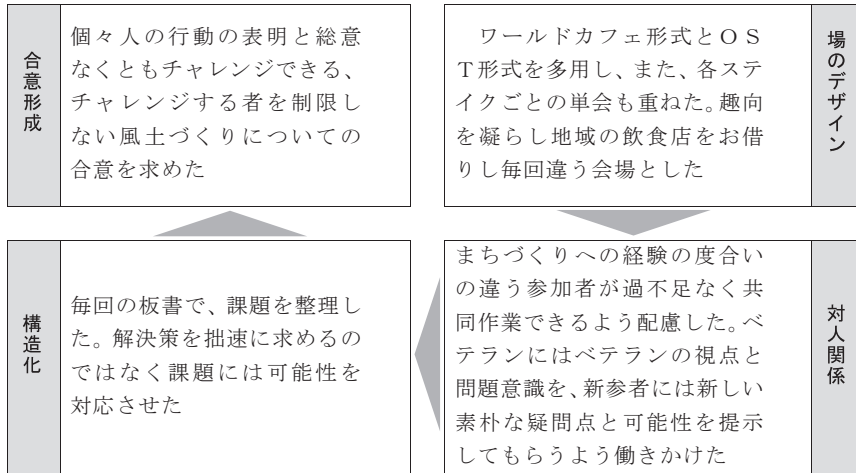 合意形成
個々人の行動の表明と総意
なくともチャレンジできる、
チャレンジする者を制限し
ない風土づくりについての
合意を求めた
ワールドカフェ形式とＯＳ
Ｔ形式を多用し、また、各ステ
イクごとの単会も重ねた。趣向
を凝らし地域の飲食店をお借
りし毎回違う会場とした
場のデザイン
構造化
毎回の板書で、課題を整理し
た。解決策を拙速に求めるの
ではなく課題には可能性を
対応させた
まちづくりへの経験の度合い
の違う参加者が過不足なく共
同作業できるよう配慮した。ベ
テランにはベテランの視点と
問題意識を、新参者には新しい
素朴な疑問点と可能性を提示
してもらうよう働きかけた
対人関係